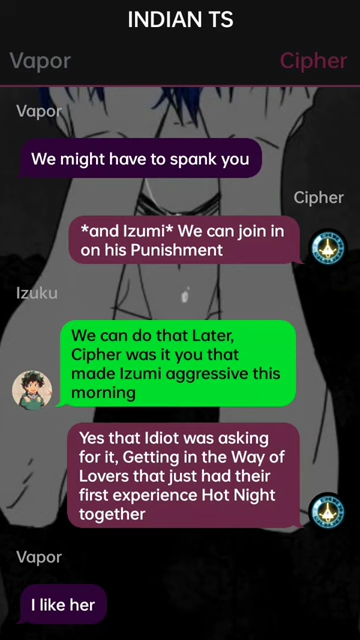 INDIAN TS
Vapor
Cipher
Vapor
We might have to spank you
Cipher
*and Izumi* We can join in
on his Punishment
Izuku
We can do that Later,
Cipher was it you that
made Izumi aggressive this
morning
Yes that Idiot was asking
for it, Getting in the Way of
Lovers that just had their
first experience Hot Night
together
Vapor
I like her